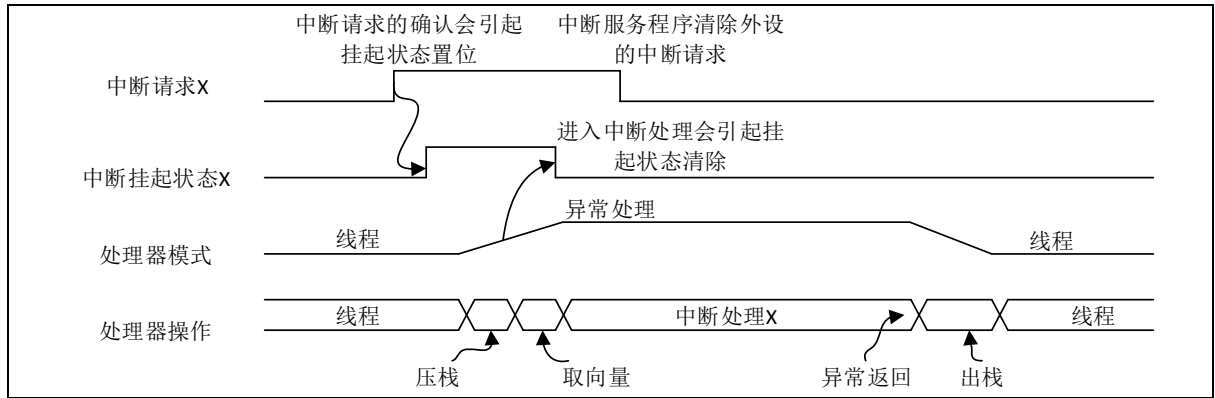 中断请求的确认会引起
挂起状态置位
中断服务程序清除外设
的中断请求
中断请求X
进入中断处理会引起挂
起状态清除
中断挂起状态X
异常处理
处理器模式
线程
线程
处理器操作
线程
中断处理X
线程
压栈
取向量
异常返回
出栈